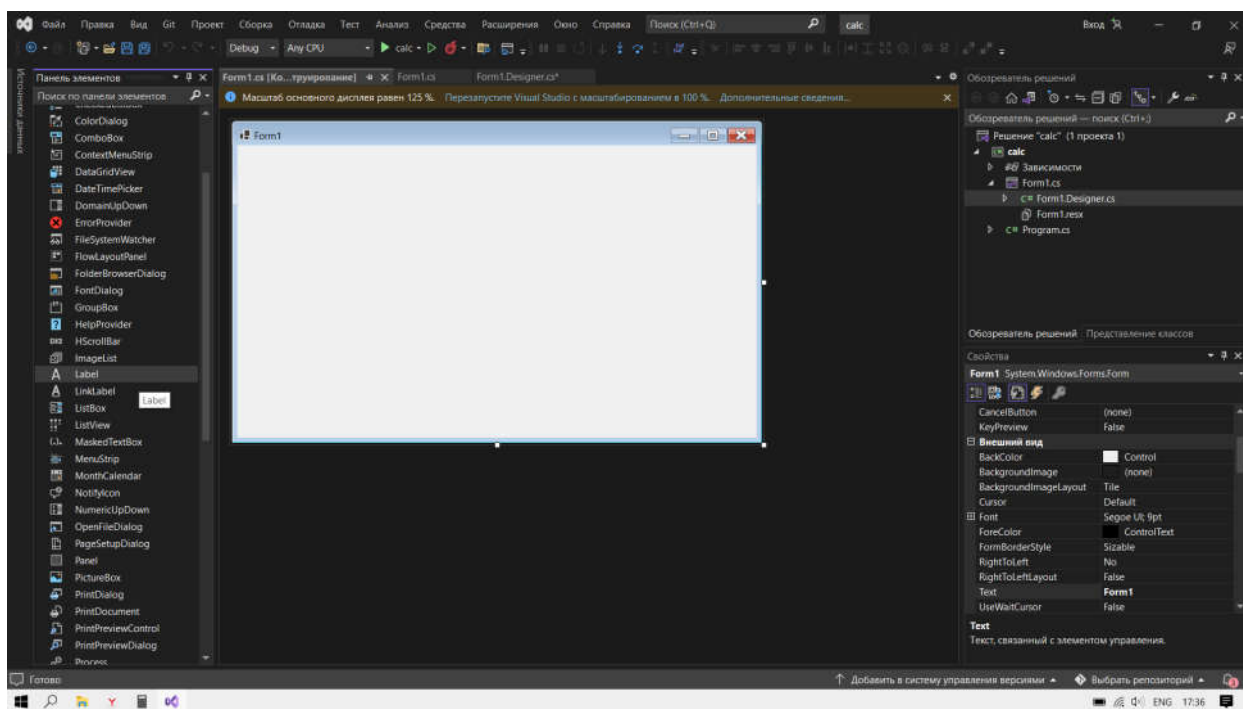 Файл Правка Вид Git Проект Сборка Отладка Тест Анализ Средства Расширения Окно Справка Поиск (Ctrl+Q) calc Вход
Debug Any CPU calc
Источники данных
Панель элементов
Поиск по панели элементов
ColorDialog
ComboBox
ContextMenuStrip
DataGridView
DateTimePicker
DomainUpDown
ErrorProvider
FileSystemWatcher
FlowLayoutPanel
FolderBrowserDialog
FontDialog
GroupBox
HelpProvider
HScrollBar
ImageList
Label
LinkLabel
Label
ListBox
ListView
MaskedTextBox
MenuStrip
MonthCalendar
NotifyIcon
NumericUpDown
OpenFileDialog
PageSetupDialog
Panel
PictureBox
PrintDialog
PrintDocument
PrintPreviewControl
PrintPreviewDialog
Process
Form1.cs [Ко...труирование] Form1.cs Form1.Designer.cs*
Масштаб основного дисплея равен 125 %. Перезапустите Visual Studio с масштабированием в 100 %. Дополнительные сведения...
Form1
Обозреватель решений
Обозреватель решений — поиск (Ctrl+;)
Решение "calc" (1 проекта 1)
calc
Зависимости
Form1.cs
C# Form1.Designer.cs
Form1.resx
C# Program.cs
Обозреватель решений Представление классов
Свойства
Form1 System.Windows.Forms.Form
CancelButton (none)
KeyPreview False
Внешний вид
BackColor Control
BackgroundImage (none)
BackgroundImageLayout Tile
Cursor Default
Font Segoe UI; 9pt
ForeColor ControlText
FormBorderStyle Sizable
RightToLeft No
RightToLeftLayout False
Text Form1
UseWaitCursor False
Text
Текст, связанный с элементом управления.
Готово Добавить в систему управления версиями Выбрать репозиторий
ENG 17:36